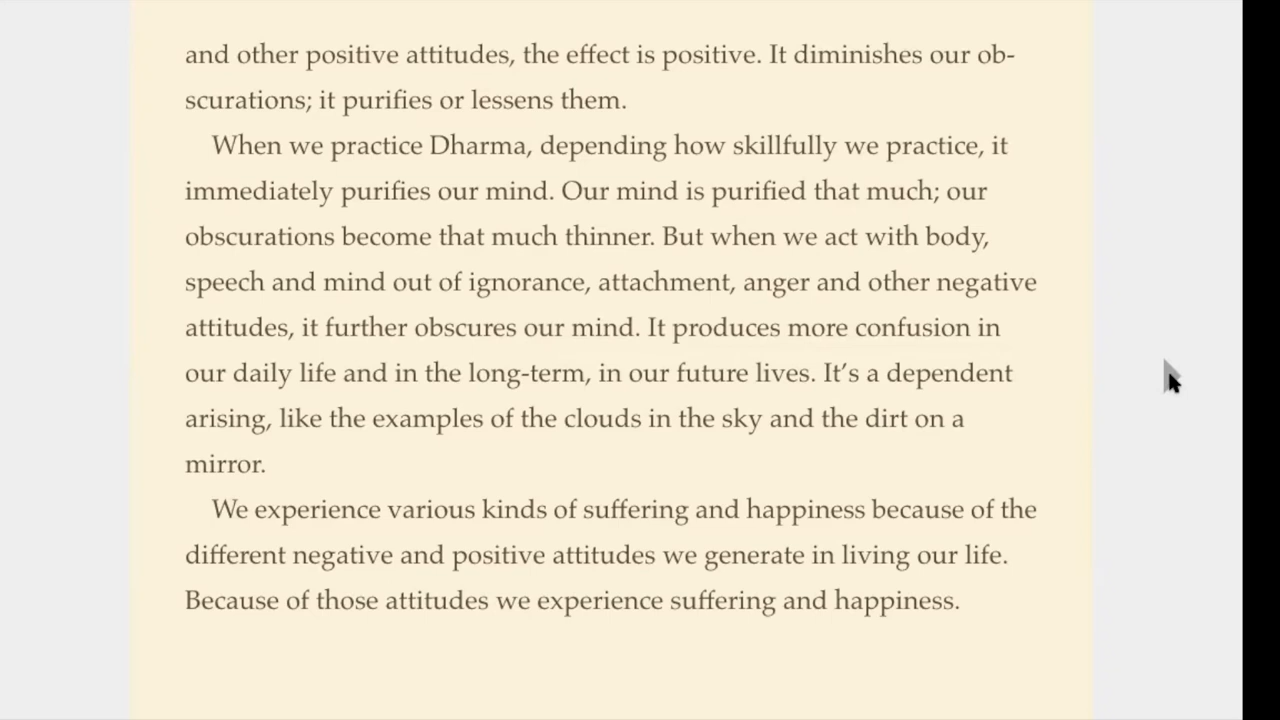 and other positive attitudes, the effect is positive. It diminishes our ob-
scurations; it purifies or lessens them.
When we practice Dharma, depending how skillfully we practice, it
immediately purifies our mind. Our mind is purified that much; our
obscurations become that much thinner. But when we act with body,
speech and mind out of ignorance, attachment, anger and other negative
attitudes, it further obscures our mind. It produces more confusion in
our daily life and in the long-term, in our future lives. It’s a dependent
arising, like the examples of the clouds in the sky and the dirt on a
mirror.
We experience various kinds of suffering and happiness because of the
different negative and positive attitudes we generate in living our life.
Because of those attitudes we experience suffering and happiness.